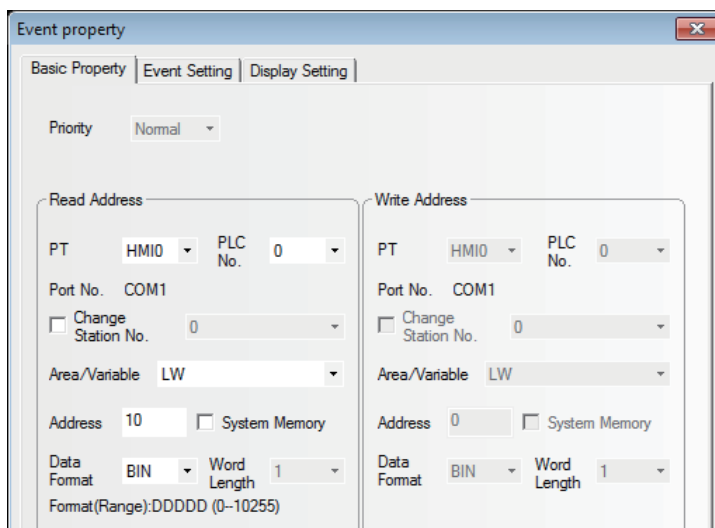 Event property
Basic Property Event Setting Display Setting
Priority Normal
Read Address
PT HMI0 PLC No. 0
Port No. COM1
Change Station No. 0
Area/Variable LW
Address 10 System Memory
Data Format BIN Word Length 1
Format(Range):DDDDD (0--10255)
Write Address
PT HMI0 PLC No. 0
Port No. COM1
Change Station No. 0
Area/Variable LW
Address 0 System Memory
Data Format BIN Word Length 1